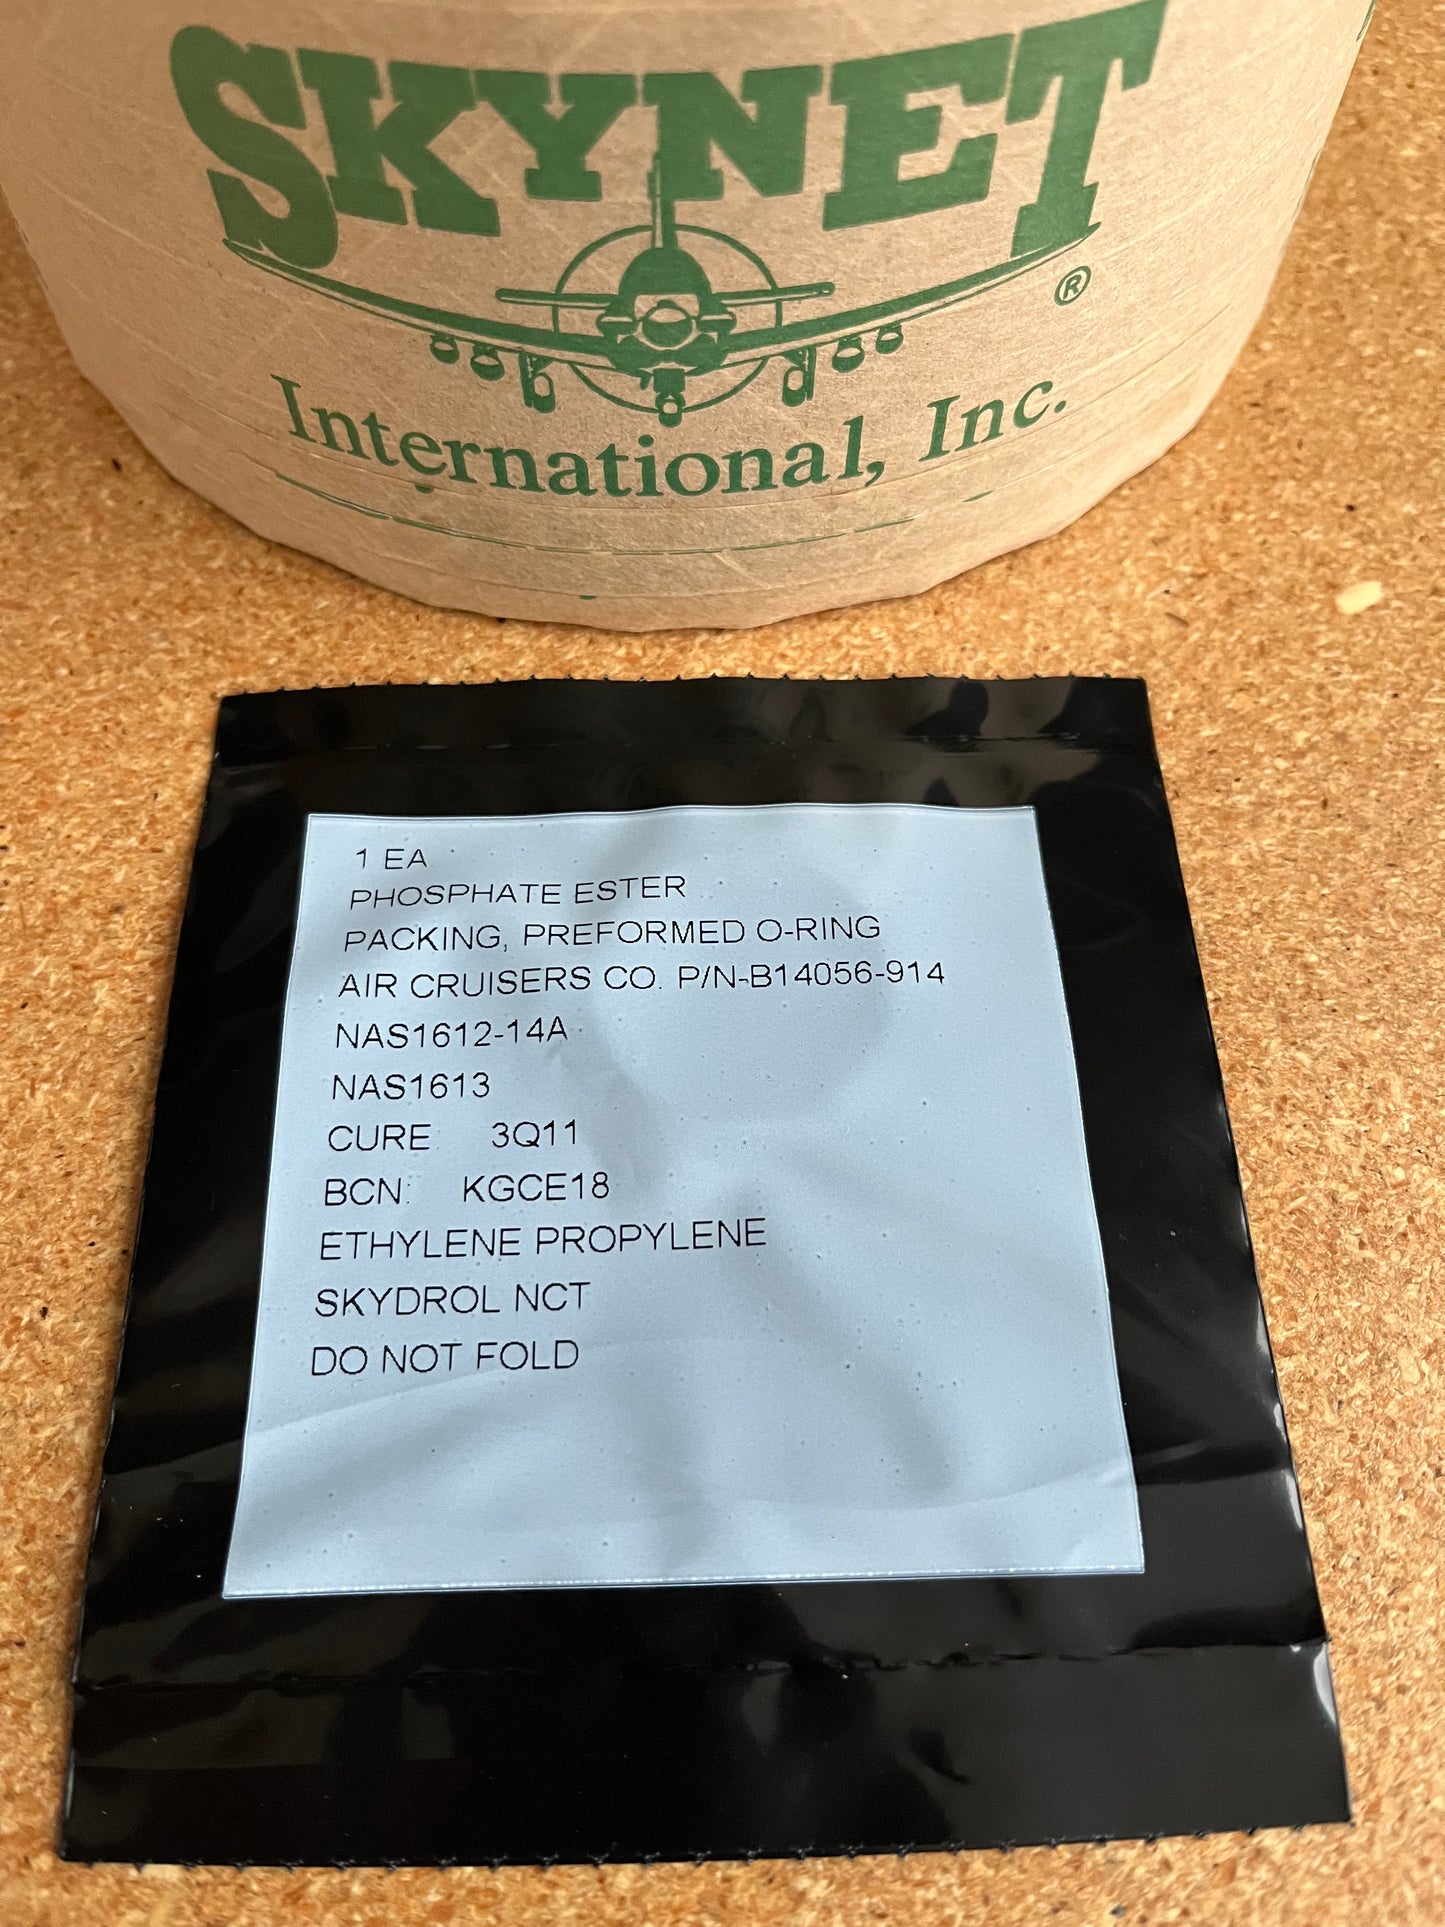 SKYNET
®
International, Inc.
1 EA
PHOSPHATE ESTER
PACKING, PREFORMED O-RING
AIR CRUISERS CO. P/N-B14056-914
NAS1612-14A
NAS1613
CURE: 3Q11
BCN: KGCE18
ETHYLENE PROPYLENE
SKYDROL NCT
DO NOT FOLD